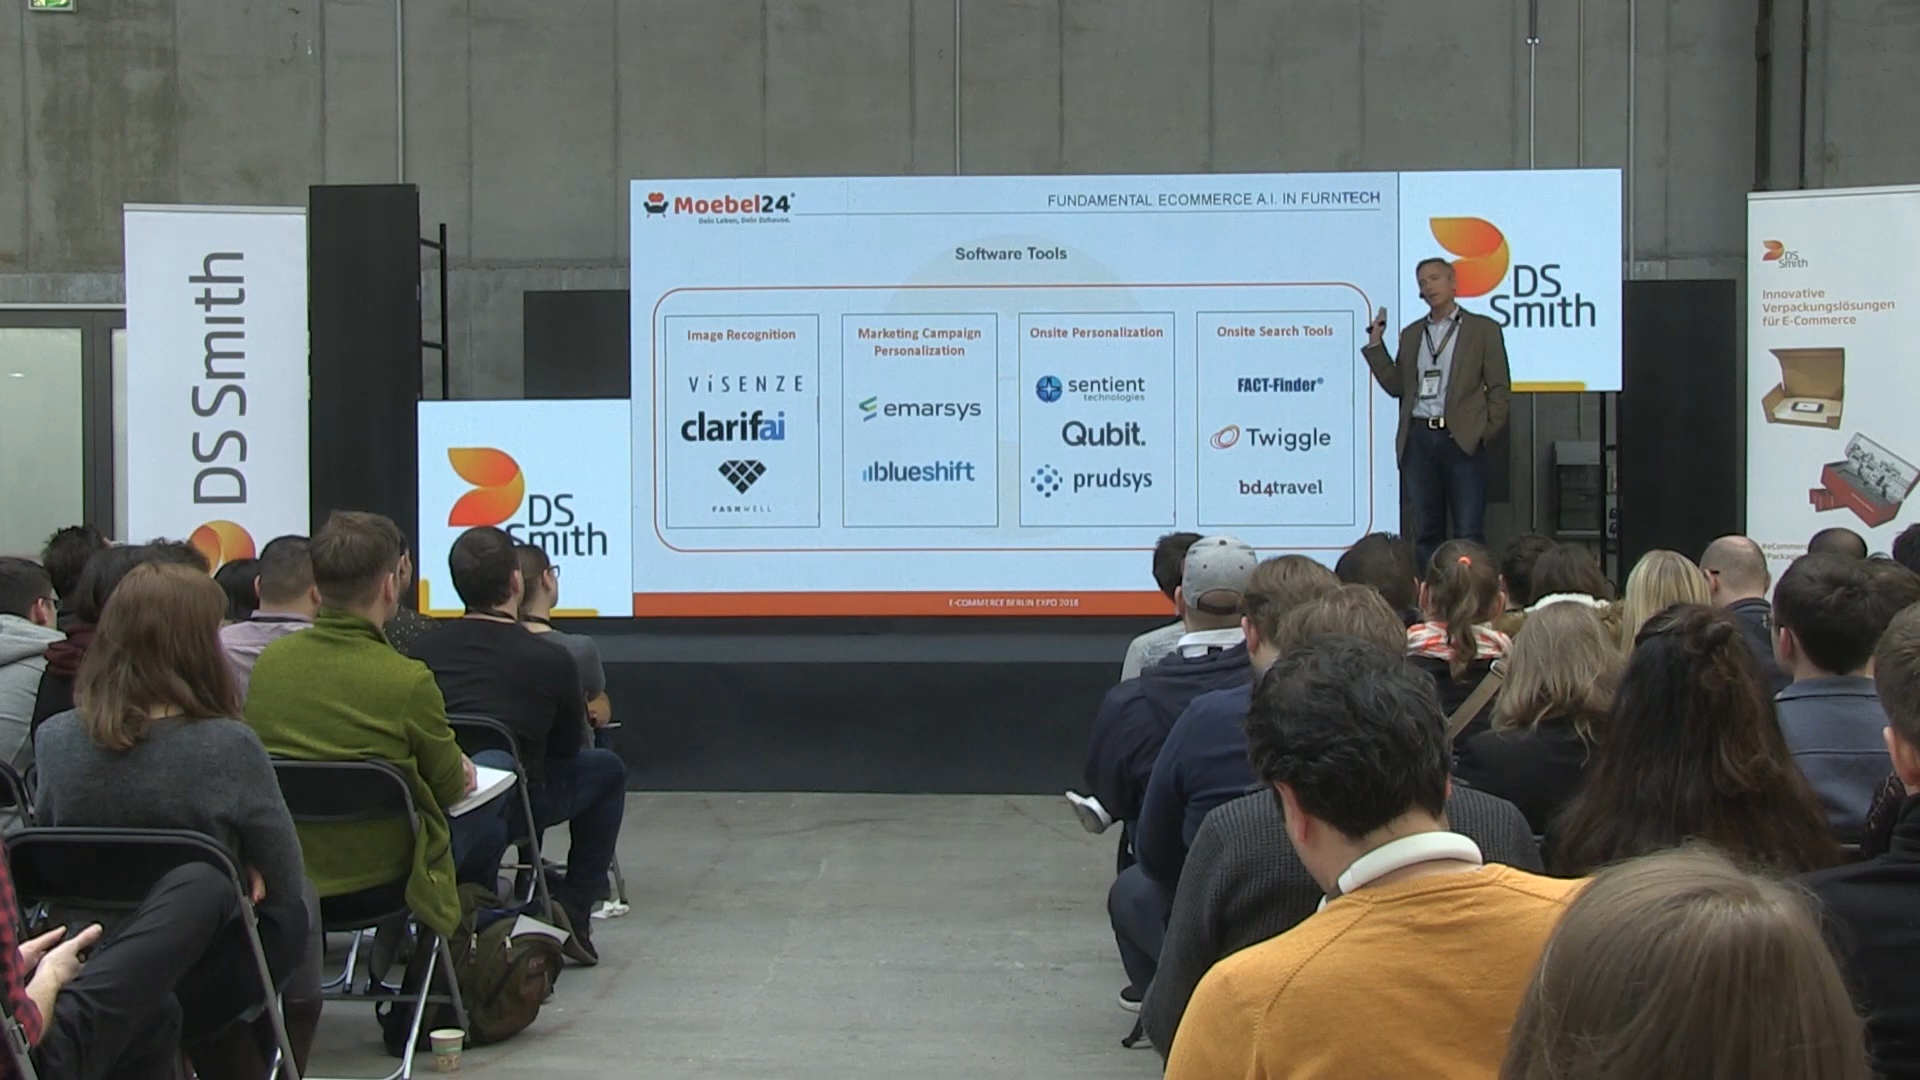 DS Smith
DS
Smith
Moebel24®
Dein Leben, Dein Zuhause.
FUNDAMENTAL ECOMMERCE A.I. IN FURNTECH
Software Tools
Image Recognition
ViSENZE
clarifai
FASHWELL
Marketing Campaign
Personalization
emarsys
blueshift
Onsite Personalization
sentient
technologies
Qubit.
prudsys
Onsite Search Tools
FACT-Finder®
Twiggle
bd4travel
E-COMMERCE BERLIN EXPO 2018
DS
Smith
DS
Smith
Innovative
Verpackungslösungen
für E-Commerce